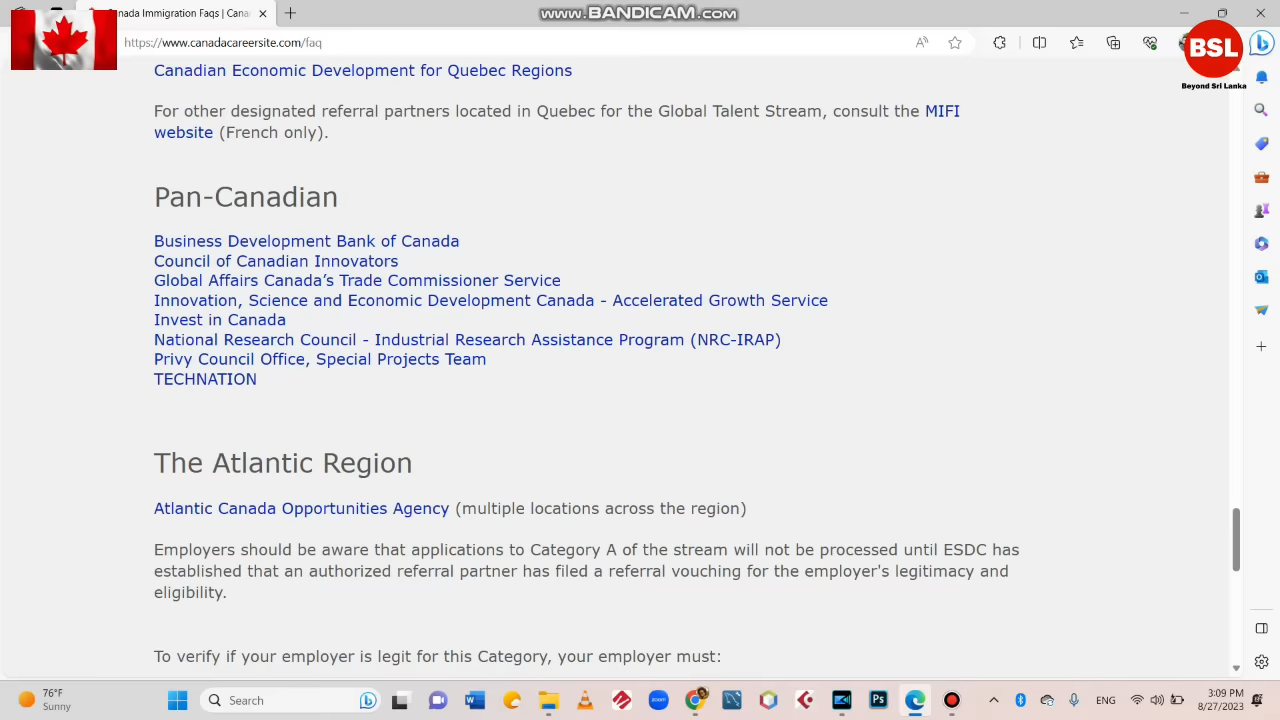 www.BANDICAM.com
anada Immigration Faqs | Can
https://www.canadacareersite.com/faq
BSL
Beyond Sri Lanka
Canadian Economic Development for Quebec Regions
For other designated referral partners located in Quebec for the Global Talent Stream, consult the MIFI
website (French only).
Pan-Canadian
Business Development Bank of Canada
Council of Canadian Innovators
Global Affairs Canada’s Trade Commissioner Service
Innovation, Science and Economic Development Canada - Accelerated Growth Service
Invest in Canada
National Research Council - Industrial Research Assistance Program (NRC-IRAP)
Privy Council Office, Special Projects Team
TECHNATION
The Atlantic Region
Atlantic Canada Opportunities Agency (multiple locations across the region)
Employers should be aware that applications to Category A of the stream will not be processed until ESDC has
established that an authorized referral partner has filed a referral vouching for the employer's legitimacy and
eligibility.
To verify if your employer is legit for this Category, your employer must:
76°F
Sunny
Search
zoom
Ps
ENG
3:09 PM
8/27/2023